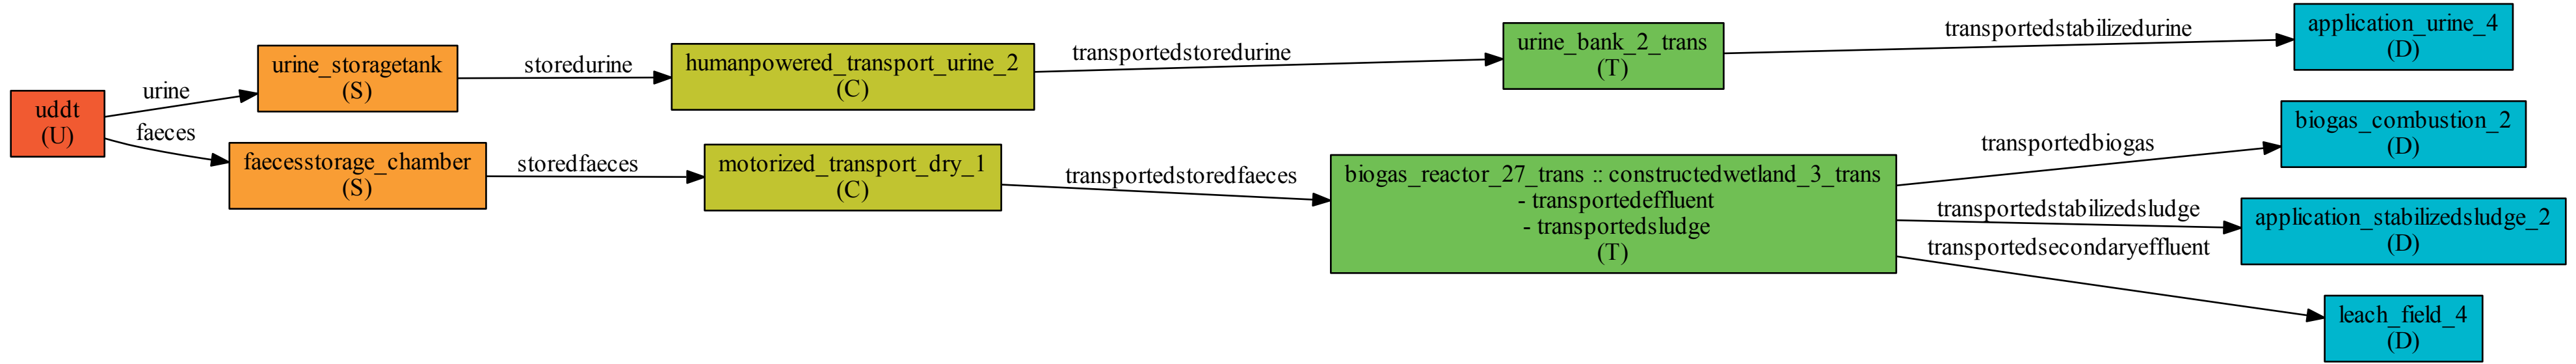 uddt
(U)
urine
faeces
urine_storagetank
(S)
faecesstorage_chamber
(S)
storedurine
storedfaeces
humanpowered_transport_urine_2
(C)
motorized_transport_dry_1
(C)
transportedstoredurine
transportedstoredfaeces
urine_bank_2_trans
(T)
biogas_reactor_27_trans :: constructedwetland_3_trans
- transportedeffluent
- transportedsludge
(T)
transportedstabilizedurine
transportedbiogas
transportedstabilizedsludge
transportedsecondaryeffluent
application_urine_4
(D)
biogas_combustion_2
(D)
application_stabilizedsludge_2
(D)
leach_field_4
(D)